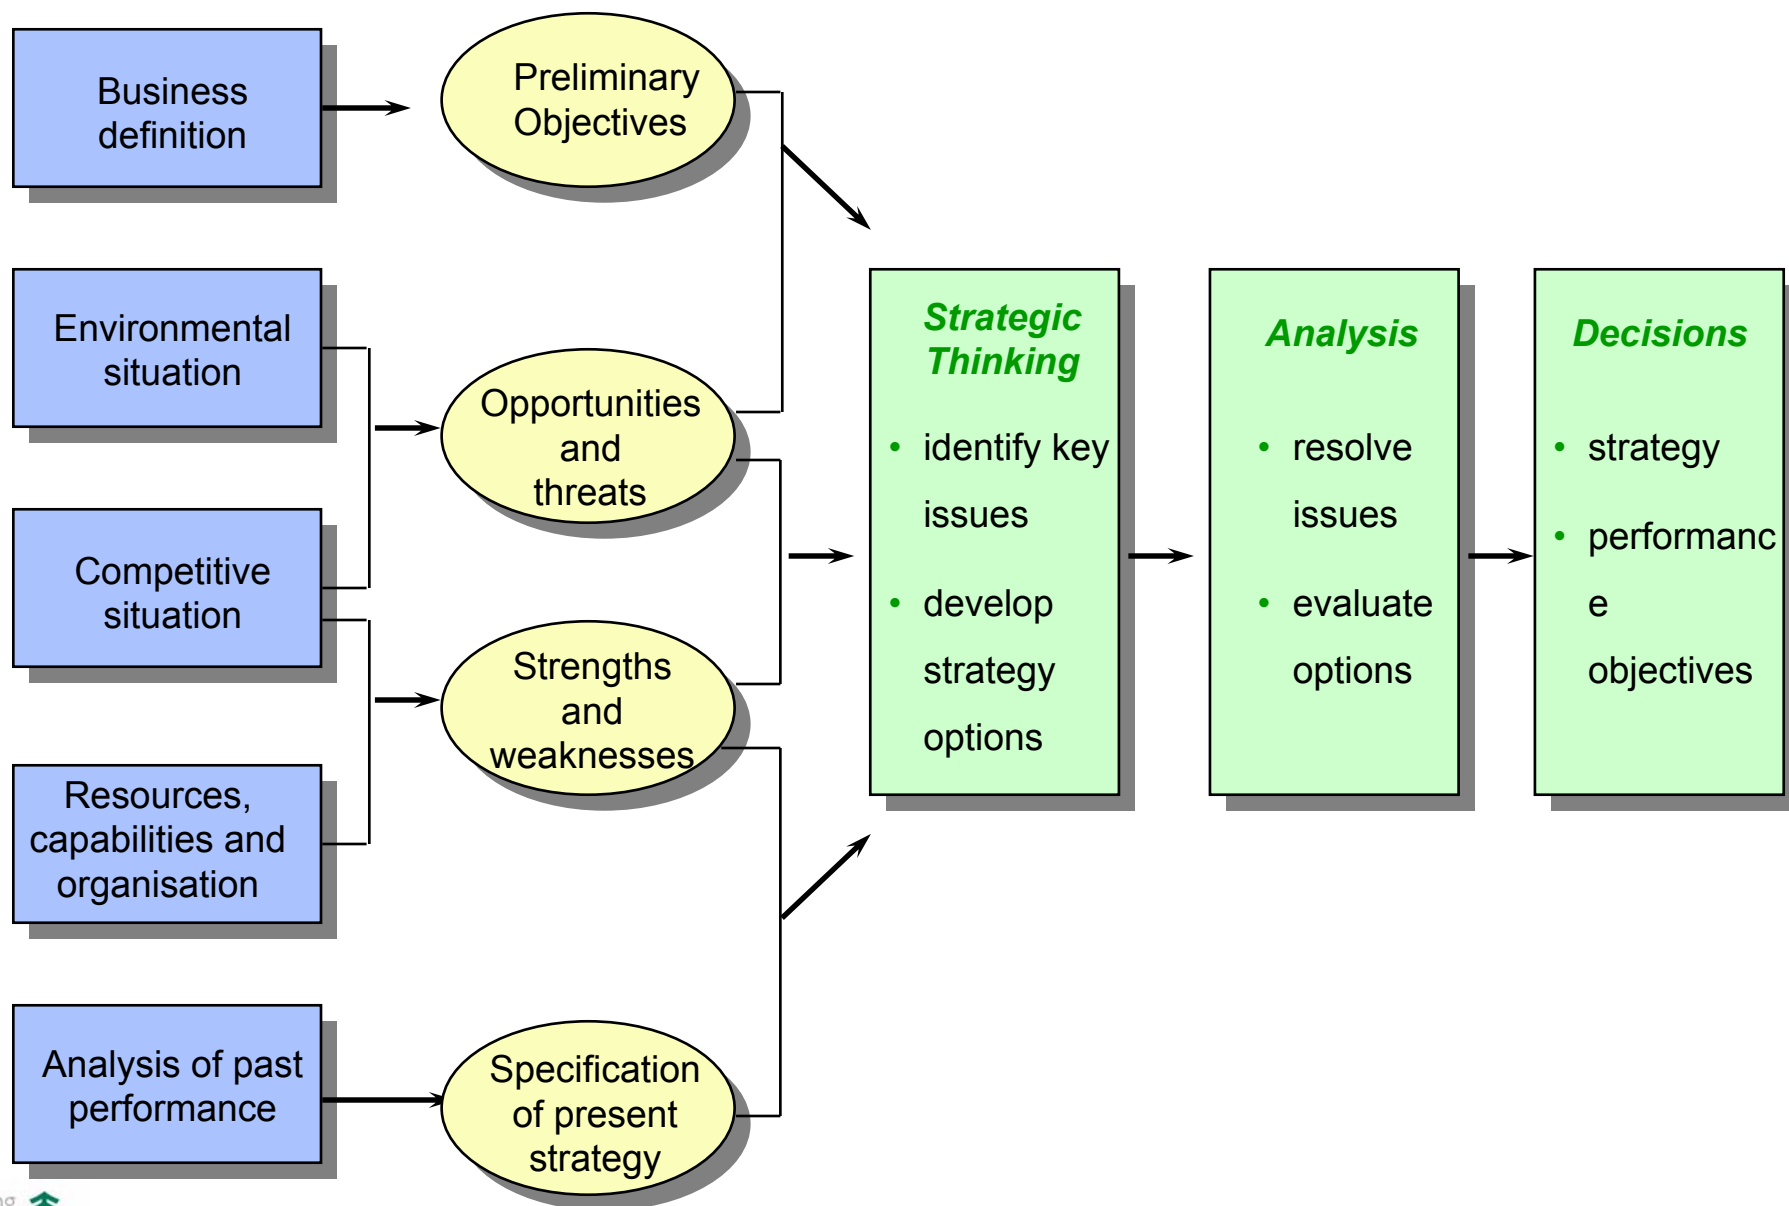 Business
definition
Preliminary
Objectives
Environmental
situation
Opportunities
and
threats
Competitive
situation
Strengths
and
weaknesses
Resources,
capabilities and
organisation
Analysis of past
performance
Specification
of present
strategy
Strategic
Thinking
• identify key
issues
• develop
strategy
options
Analysis
• resolve
issues
• evaluate
options
Decisions
• strategy
• performanc
e
objectives